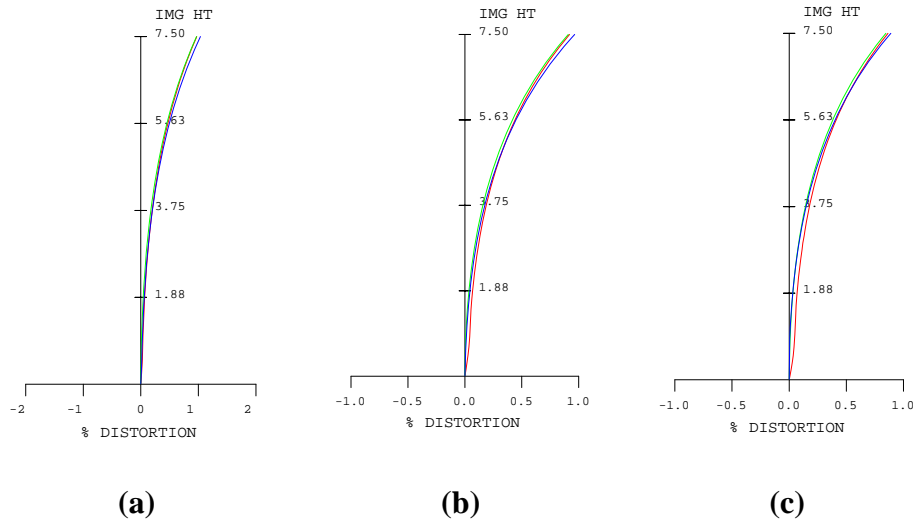 IMG HT
7.50
5.63
3.75
1.88
-2 -1 0 1 2
% DISTORTION
(a)
IMG HT
7.50
5.63
3.75
1.88
-1.0 -0.5 0.0 0.5 1.0
% DISTORTION
(b)
IMG HT
7.50
5.63
3.75
1.88
-1.0 -0.5 0.0 0.5 1.0
% DISTORTION
(c)